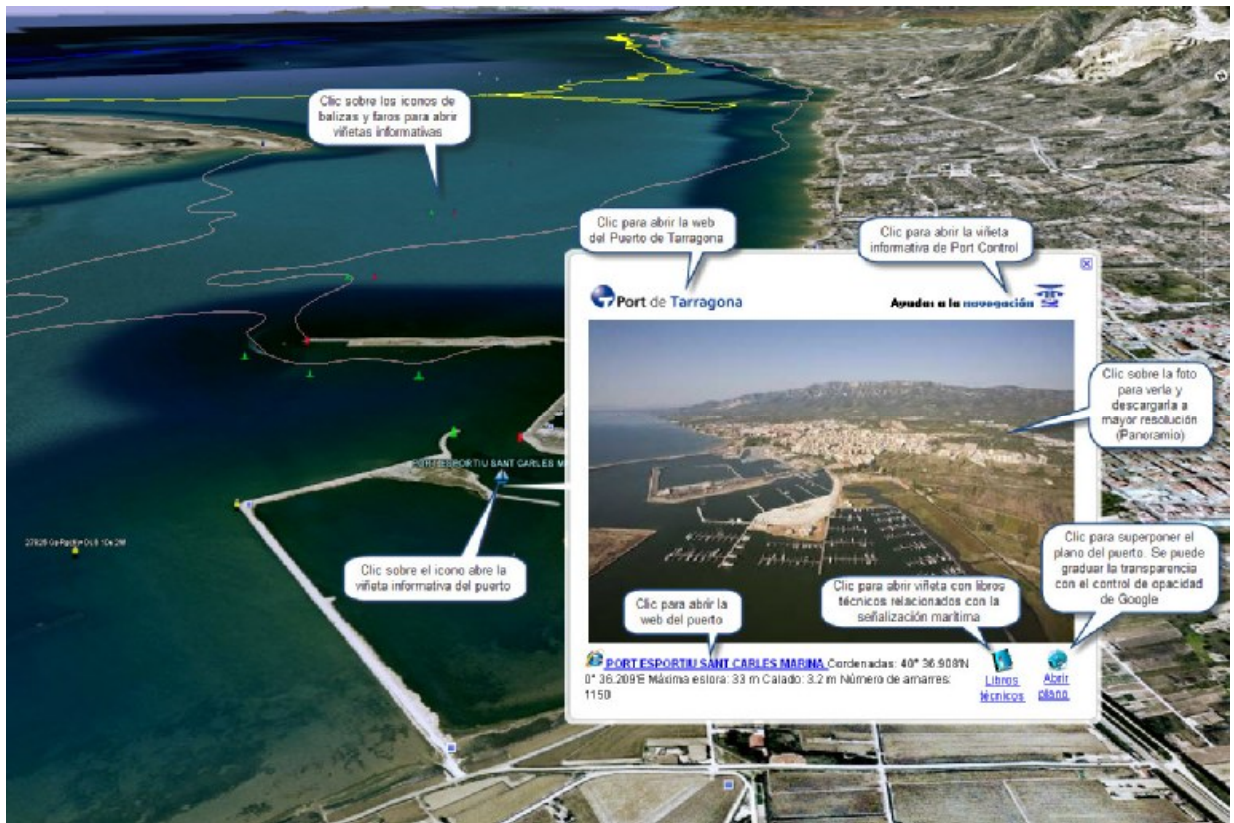 Clic sobre los iconos de
balizas y faros para abrir
viñetas informativas
Clic para abrir la web
del Puerto de Tarragona
Clic para abrir la viñeta
informativa de Port Control
Port de Tarragona
Ayudas a la navegación
Clic sobre la foto
para verla y
descargarla a
mayor resolución
(Panoramio)
PORT ESPORTIU SANT CARLES M
Clic sobre el icono abre la
viñeta informativa del puerto
Clic para superponer el
plano del puerto. Se puede
graduar la transparencia
con el control de opacidad
de Google
Clic para abrir viñeta con libros
técnicos relacionados con la
señalización marítima
Clic para abrir la
web del puerto
PORT ESPORTIU SANT CARLES MARINA Cordenadas: 40° 36.908'N
0° 36.209'E Máxima eslora: 33 m Calado: 3.2 m Número de amarres:
1150
Libros
técnicos
Abrir
plano